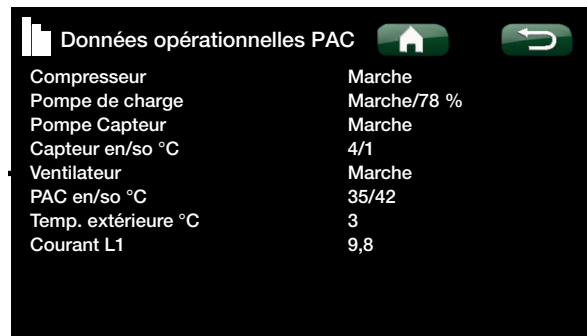 Données opérationnelles PAC
Compresseur Marche
Pompe de charge Marche/78 %
Pompe Capteur Marche
Capteur en/so °C 4/1
Ventilateur Marche
PAC en/so °C 35/42
Temp. extérieure °C 3
Courant L1 9,8